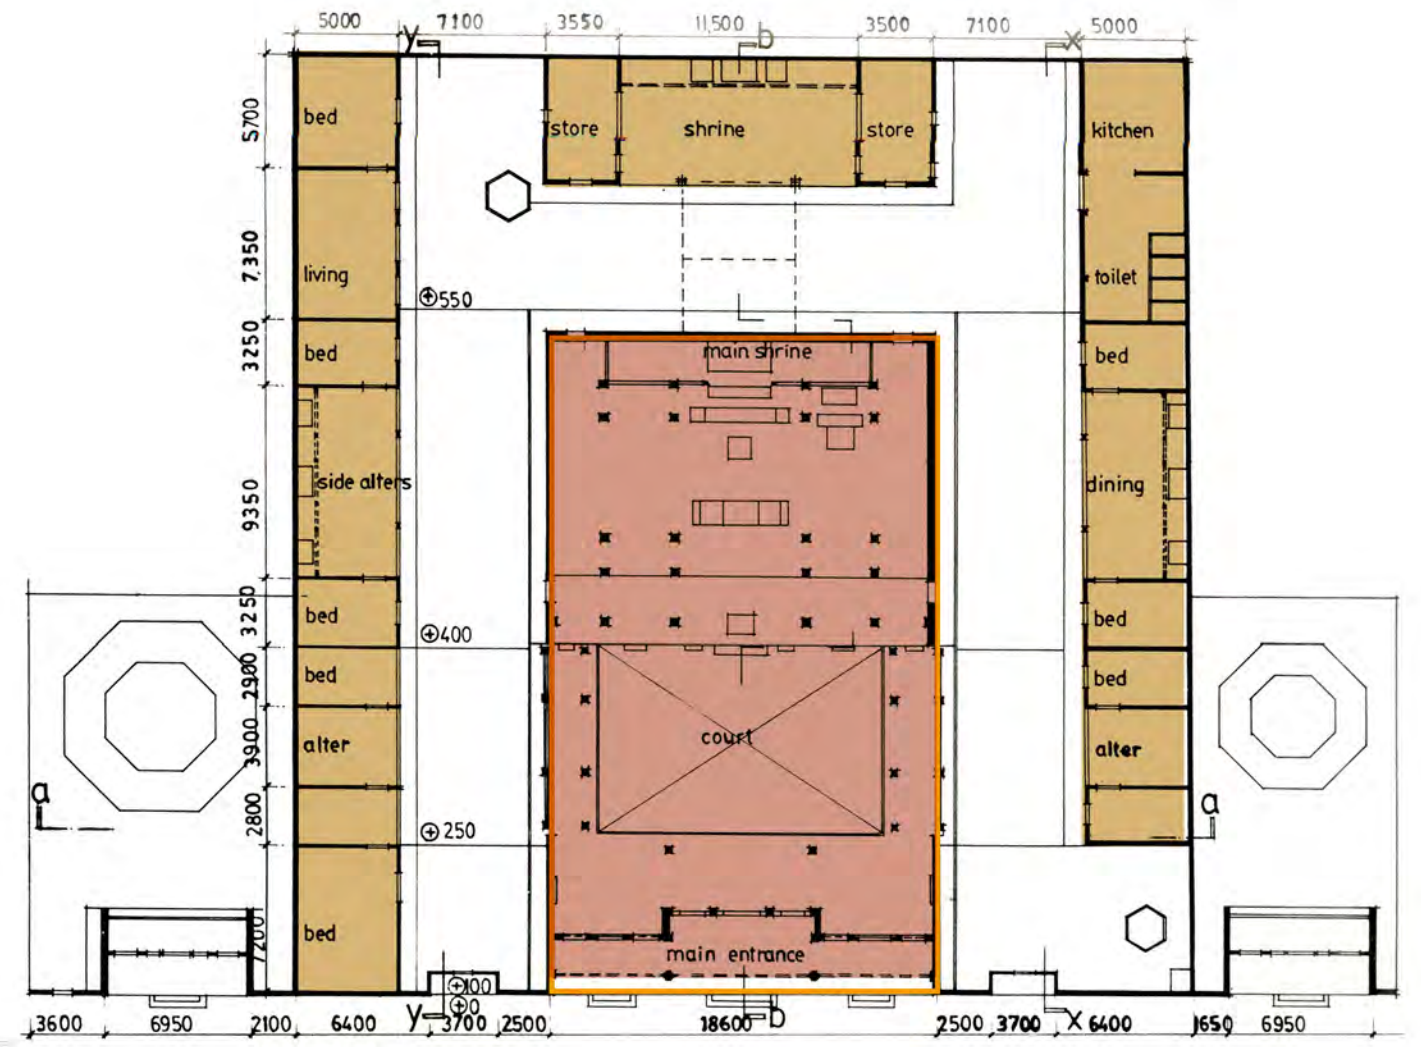 5000 7100 3550 11,500 3500 7100 5000
y b x
5700
bed store shrine store kitchen
7350
living toilet
⊕550
3250
bed main shrine bed
9350
side alters dining
3250
bed bed
⊕400
2900
bed bed
3900
alter court alter
a a
2800
⊕250
7200
bed main entrance
⊕100
⊕0
y b x
3600 6950 2100 6400 3700 2500 18600 2500 3700 6400 1650 6950